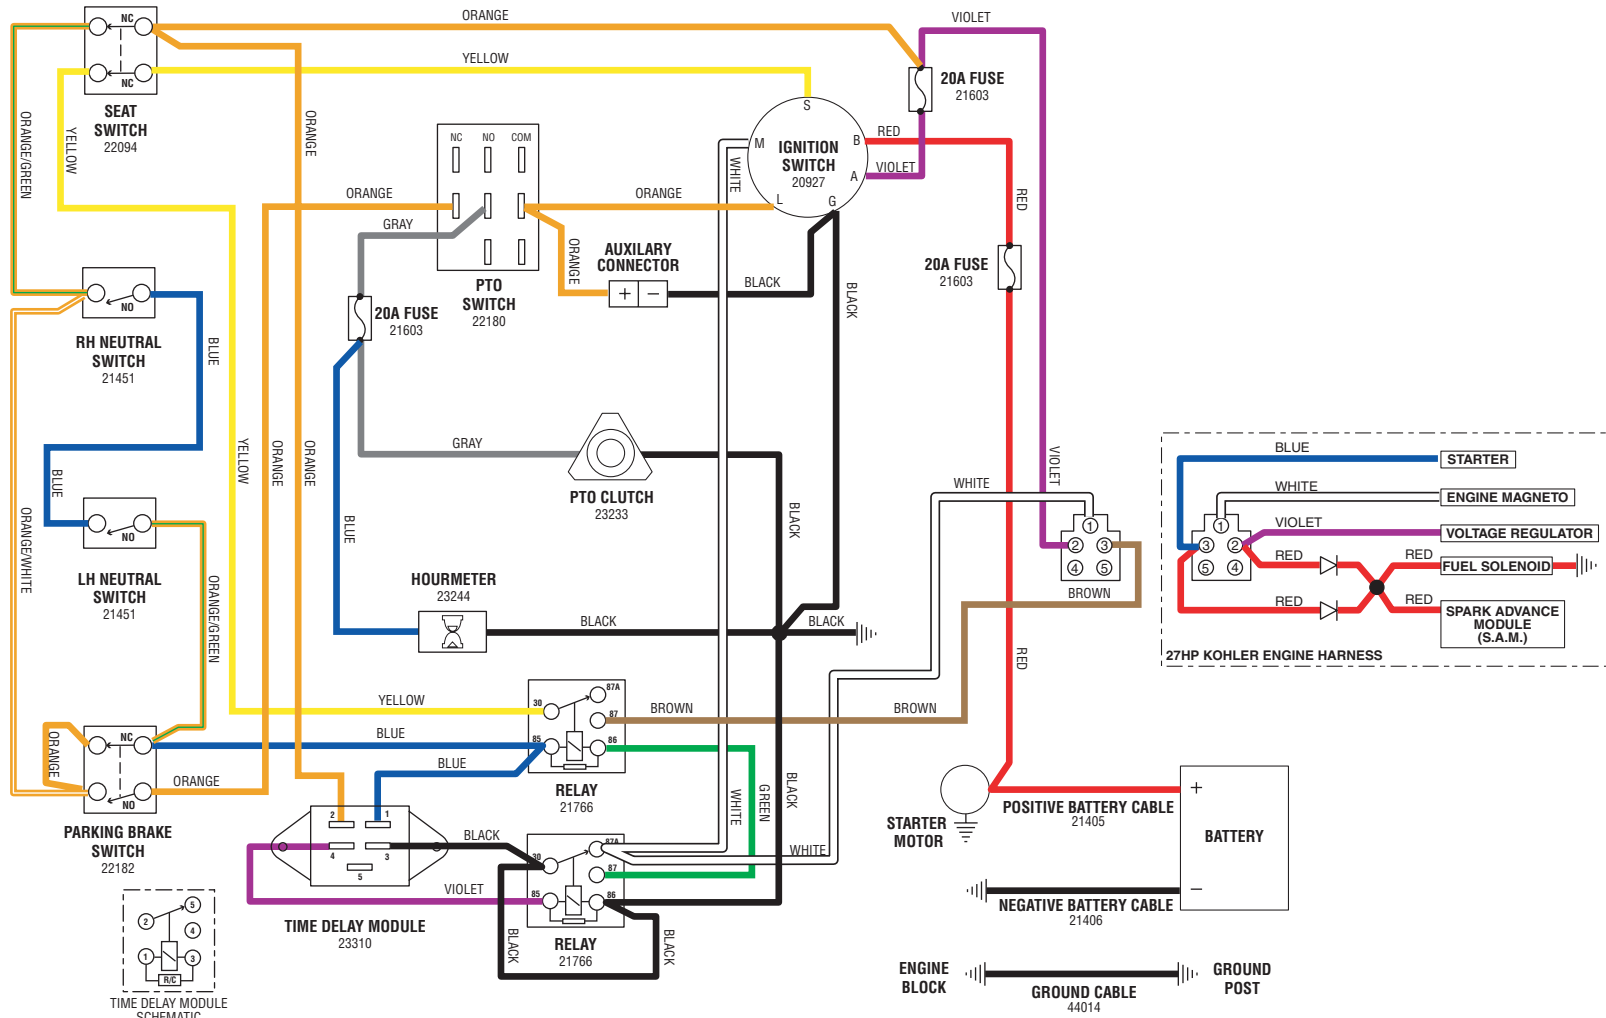 ORANGE
VIOLET
NC
NC
SEAT
SWITCH
22094
ORANGE/GREEN
YELLOW
ORANGE
YELLOW
20A FUSE
21603
S
M
B
A
L
G
IGNITION
SWITCH
20927
RED
VIOLET
WHITE
NC
NO
COM
ORANGE
GRAY
ORANGE
PTO
SWITCH
22180
ORANGE
AUXILARY
CONNECTOR
+
−
BLACK
BLACK
RED
20A FUSE
21603
20A FUSE
21603
NO
RH NEUTRAL
SWITCH
21451
BLUE
BLUE
NO
LH NEUTRAL
SWITCH
21451
ORANGE/WHITE
ORANGE/GREEN
YELLOW
ORANGE
ORANGE
BLUE
GRAY
PTO CLUTCH
23233
BLACK
HOURMETER
23244
BLACK
BLACK
WHITE
VIOLET
1
2
3
4
5
BROWN
BLUE
STARTER
WHITE
ENGINE MAGNETO
VIOLET
VOLTAGE REGULATOR
RED
RED
FUEL SOLENOID
RED
RED
SPARK ADVANCE
MODULE
(S.A.M.)
1
3
2
5
4
27HP KOHLER ENGINE HARNESS
RED
YELLOW
30
87A
87
85
86
BROWN
BROWN
BLUE
BLUE
RELAY
21766
NC
NO
ORANGE
ORANGE
PARKING BRAKE
SWITCH
22182
2
1
4
3
5
BLACK
VIOLET
TIME DELAY MODULE
23310
30
87A
87
85
86
WHITE
GREEN
BLACK
WHITE
BLACK
BLACK
RELAY
21766
STARTER
MOTOR
POSITIVE BATTERY CABLE
21405
+
BATTERY
−
NEGATIVE BATTERY CABLE
21406
ENGINE
BLOCK
GROUND CABLE
44014
GROUND
POST
5
2
4
1
3
R/C
TIME DELAY MODULE
SCHEMATIC